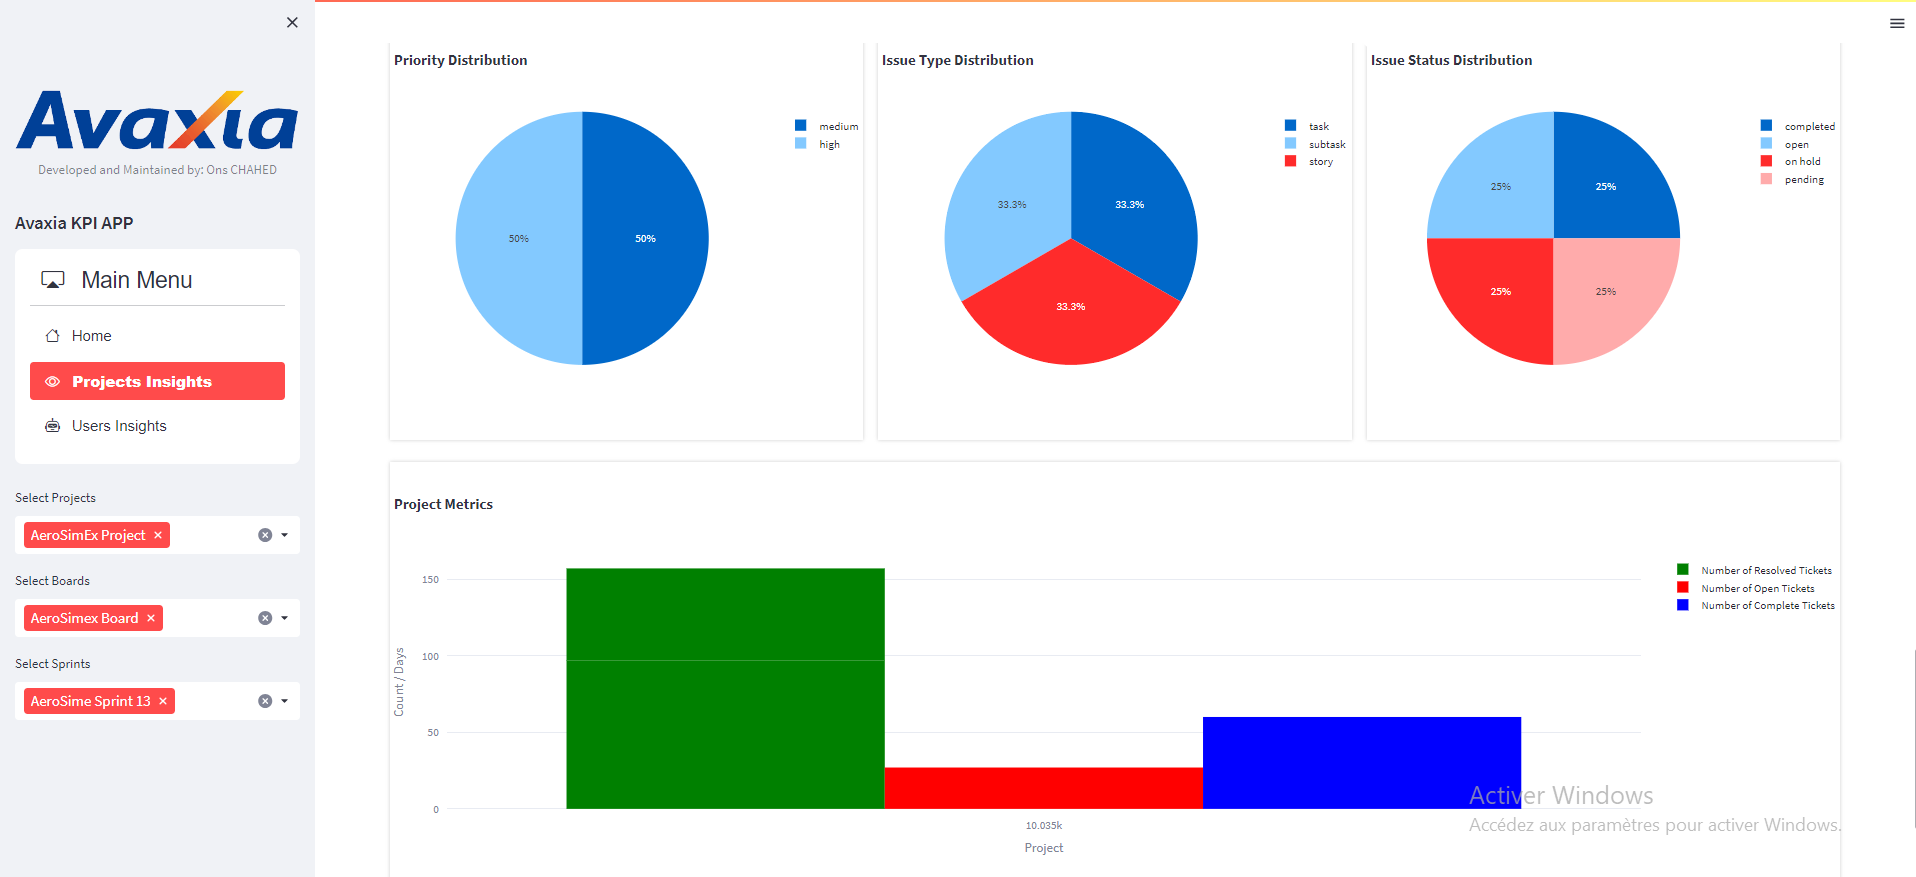 Avaxia
Developed and Maintained by: Ons CHAHED
Avaxia KPI APP
Main Menu
Home
Projects Insights
Users Insights
Select Projects
AeroSimEx Project
Select Boards
AeroSimex Board
Select Sprints
AeroSime Sprint 13
Priority Distribution
medium
high
50%
50%
Issue Type Distribution
task
subtask
story
33.3%
33.3%
33.3%
Issue Status Distribution
completed
open
on hold
pending
25%
25%
25%
25%
Project Metrics
Number of Resolved Tickets
Number of Open Tickets
Number of Complete Tickets
Count / Days
150
100
50
0
10.035k
Project
Activer Windows
Accédez aux paramètres pour activer Windows.